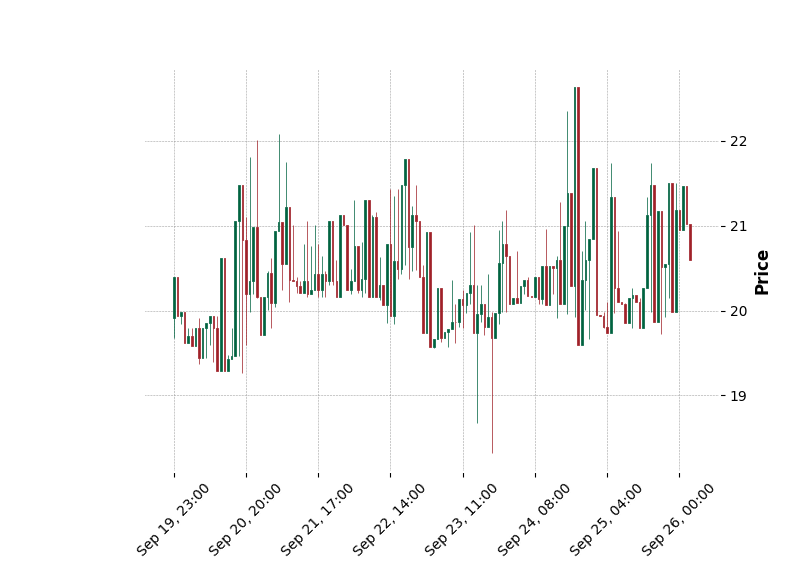 22
21
20
19
Price
Sep 19, 23:00
Sep 20, 20:00
Sep 21, 17:00
Sep 22, 14:00
Sep 23, 11:00
Sep 24, 08:00
Sep 25, 04:00
Sep 26, 00:00